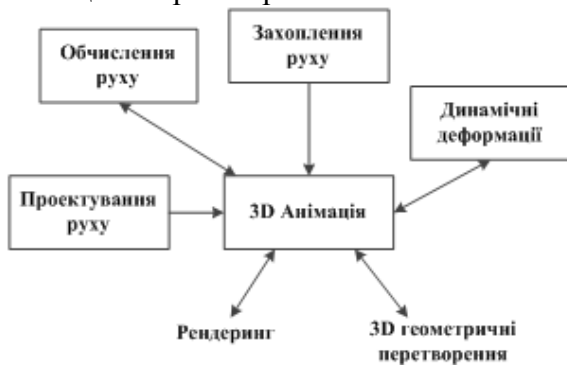 Захоплення
руху
Обчислення
руху
Динамічні
деформації
Проектування
руху
3D Анімація
Рендеринг
3D геометричні
перетворення